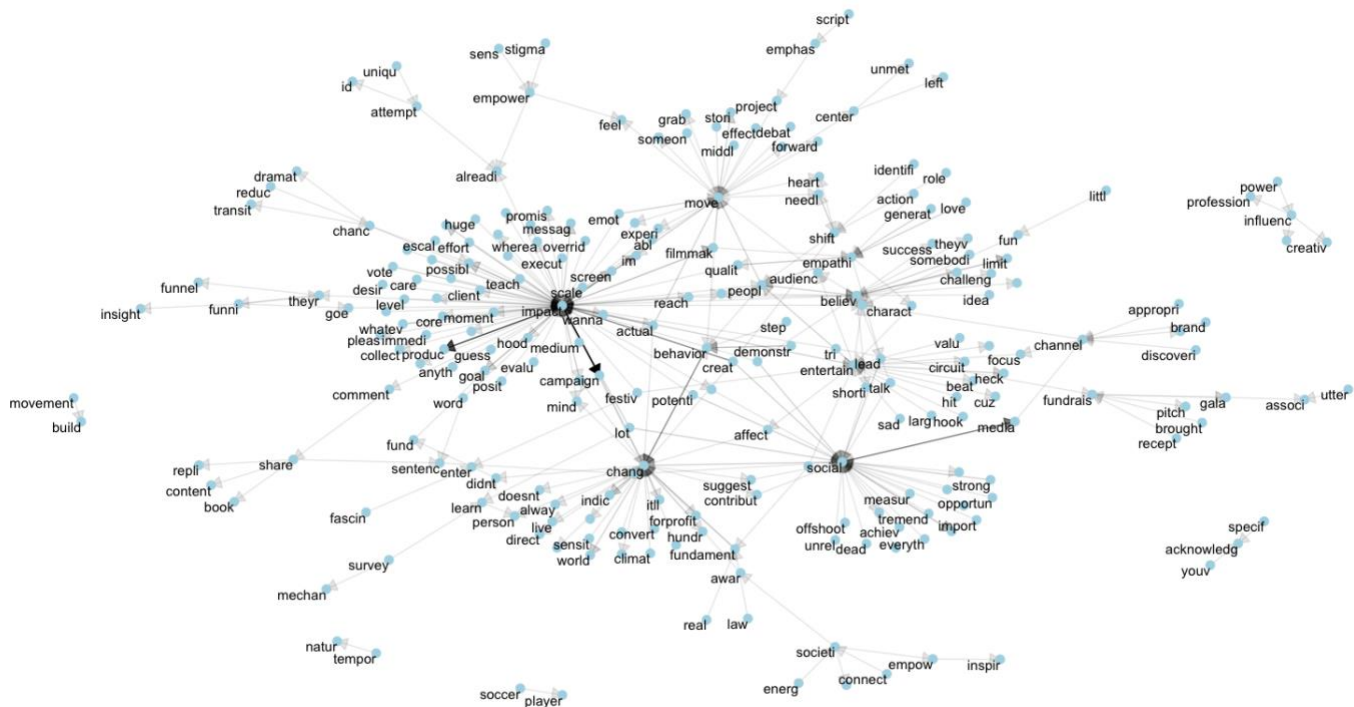 script
emphas
sens
stigma
uniqu
id
unmet
left
empower
attempt
project
center
grab
stori
feel
someon
effect
debat
middl
forward
alreadi
identifi
role
dramat
reduc
transit
heart
needl
action
generat
love
littl
power
profession
influenc
creativ
move
chanc
huge
promis
messag
emot
experi
abl
shift
fun
escal
effort
wherea
overrid
filmmak
success
theyv
empathi
somebodi
limit
possibl
execut
im
qualit
audienc
challeng
vote
care
teach
screen
peopl
desir
client
scale
reach
believ
idea
funnel
theyr
level
insight
funni
goe
core
moment
impact
wanna
actual
charact
appropri
brand
whatev
step
channel
discoveri
pleas
immedi
hood
medium
behavior
demonstr
tri
valu
focus
collect
produc
guess
creat
entertain
lead
circuit
heck
anyth
goal
evalu
campaign
posit
talk
beat
comment
mind
festiv
potenti
shorti
hit
cuz
fundrais
pitch
gala
associ
utter
movement
build
word
sad
larg
hook
media
brought
recept
lot
affect
fund
repli
share
sentenc
enter
chang
social
content
didnt
suggest
strong
book
doesnt
indic
itll
contribut
measur
opportun
learn
alway
fascin
person
live
forprofit
offshoot
tremend
import
direct
sensit
convert
hundr
unrel
dead
achiev
everyth
specif
world
climat
fundament
acknowledg
survey
awar
youv
mechan
real
law
natur
tempor
societi
empow
inspir
soccer
player
energ
connect